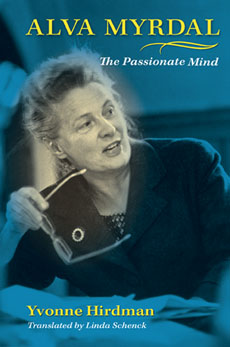 ALVA MYRDAL
The Passionate Mind
Yvonne Hirdman
Translated by Linda Schenck